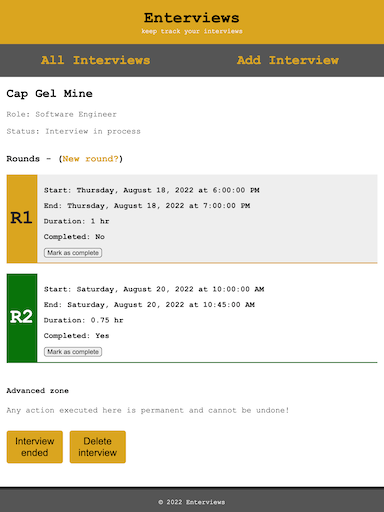 Enterviews
keep track your interviews
All Interviews
Add Interview
Cap Gel Mine
Role: Software Engineer
Status: Interview in process
Rounds - (New round?)
R1
Start: Thursday, August 18, 2022 at 6:00:00 PM
End: Thursday, August 18, 2022 at 7:00:00 PM
Duration: 1 hr
Completed: No
Mark as complete
R2
Start: Saturday, August 20, 2022 at 10:00:00 AM
End: Saturday, August 20, 2022 at 10:45:00 AM
Duration: 0.75 hr
Completed: Yes
Mark as complete
Advanced zone
Any action executed here is permanent and cannot be undone!
Interview
ended
Delete
interview
© 2022 Enterviews